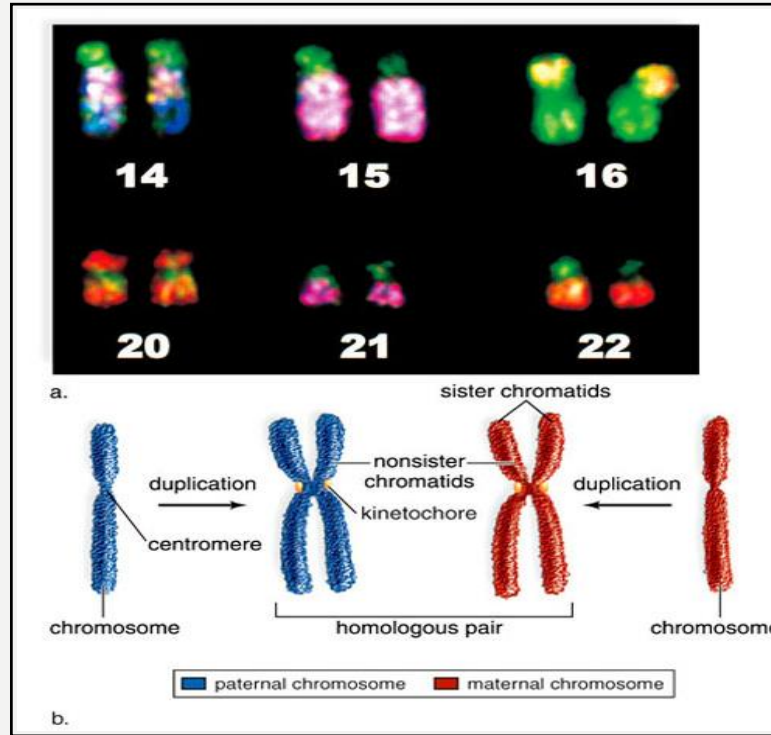 14 15 16
20 21 22
a.
sister chromatids
nonsister
chromatids
duplication
duplication
kinetochore
centromere
chromosome
homologous pair
chromosome
paternal chromosome maternal chromosome
b.